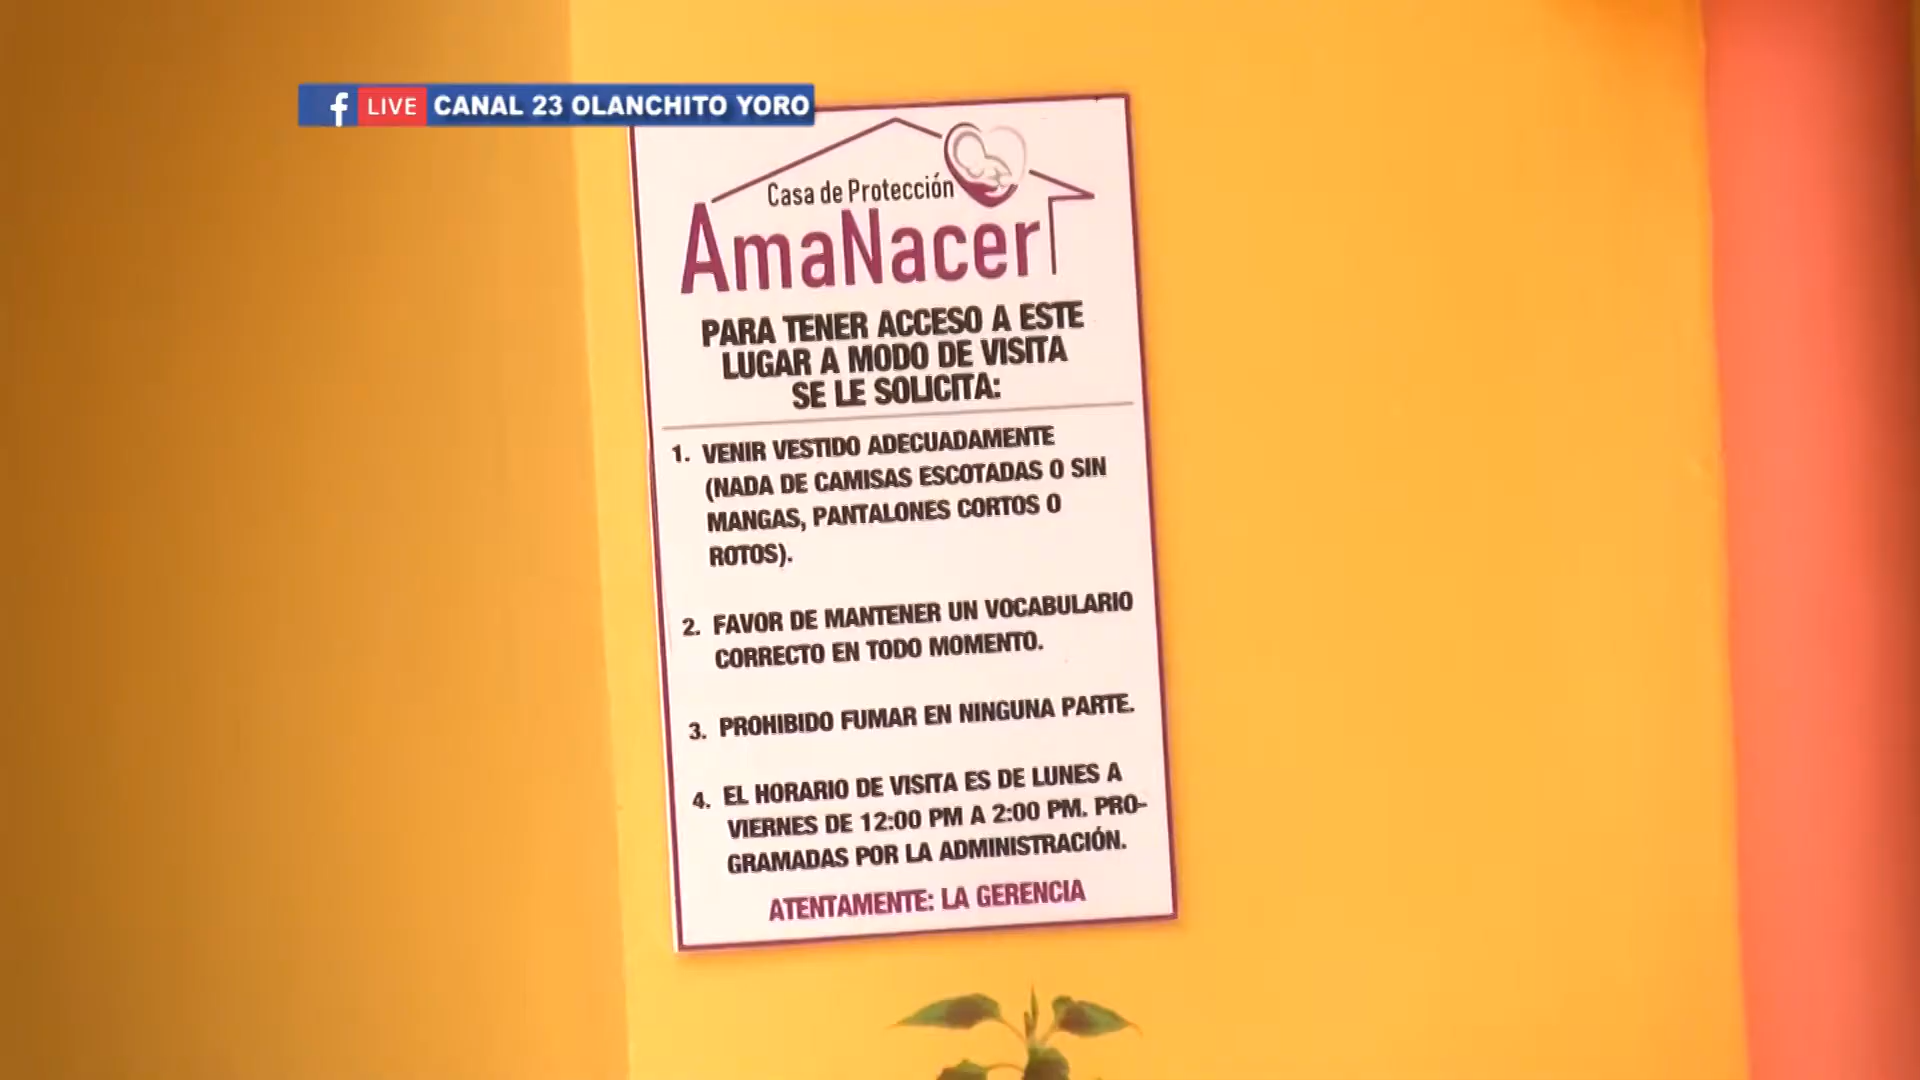 f LIVE CANAL 23 OLANCHITO YORO
Casa de Protección
AmaNacer
PARA TENER ACCESO A ESTE
LUGAR A MODO DE VISITA
SE LE SOLICITA:
1. VENIR VESTIDO ADECUADAMENTE
(NADA DE CAMISAS ESCOTADAS O SIN
MANGAS, PANTALONES CORTOS O
ROTOS).
2. FAVOR DE MANTENER UN VOCABULARIO
CORRECTO EN TODO MOMENTO.
3. PROHIBIDO FUMAR EN NINGUNA PARTE.
4. EL HORARIO DE VISITA ES DE LUNES A
VIERNES DE 12:00 PM A 2:00 PM. PRO-
GRAMADAS POR LA ADMINISTRACIÓN.
ATENTAMENTE: LA GERENCIA